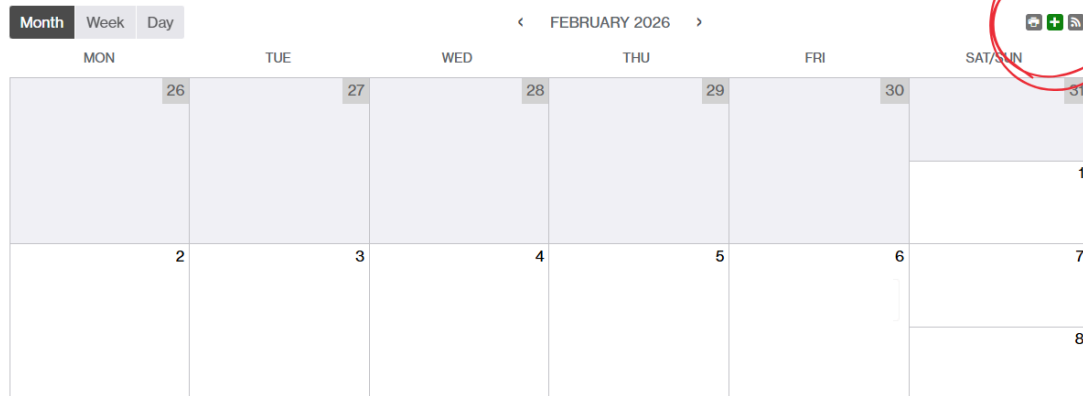 Month Week Day ‹ FEBRUARY 2026 ›
MON TUE WED THU FRI SAT/SUN
26 27 28 29 30 31
1
2 3 4 5 6 7
8